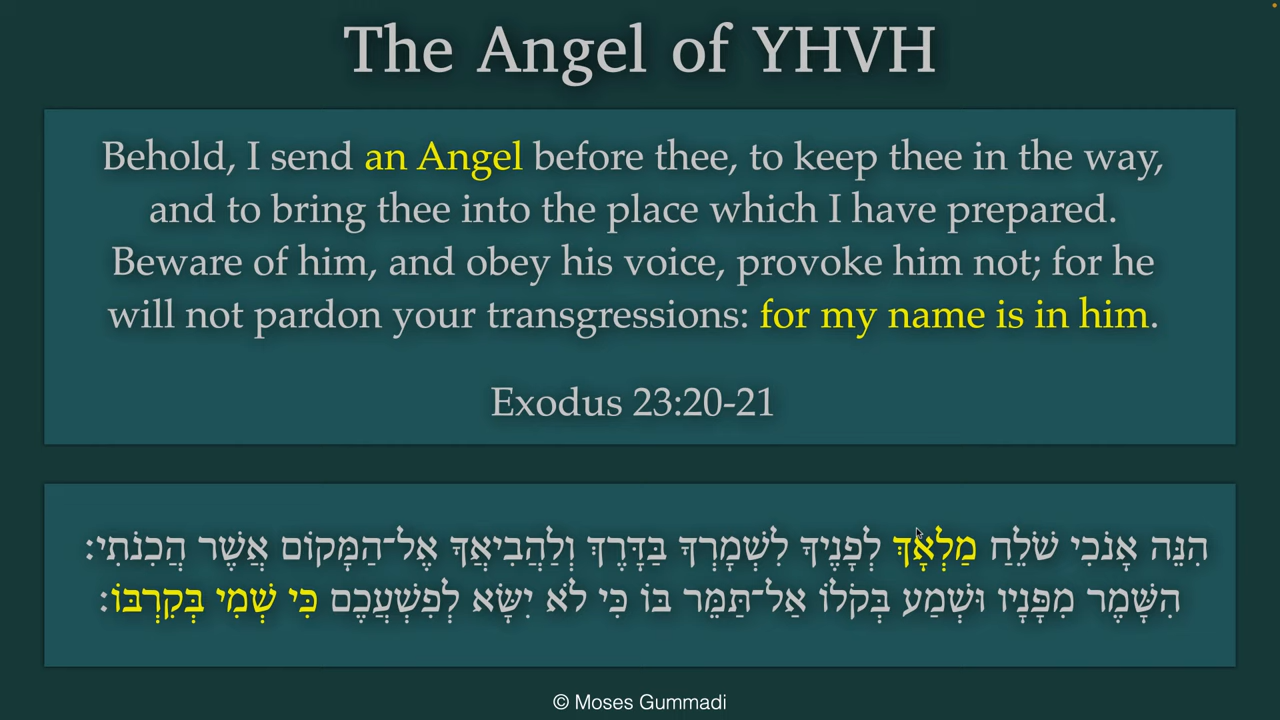 The Angel of YHVH
Behold, I send an Angel before thee, to keep thee in the way,
and to bring thee into the place which I have prepared.
Beware of him, and obey his voice, provoke him not; for he
will not pardon your transgressions: for my name is in him.
Exodus 23:20-21
הִנֵּה אָנֹכִי שֹׁלֵחַ מַלְאָךְ לְפָנֶיךָ לִשְׁמָרְךָ בַּדָּרֶךְ וְלַהֲבִיאֲךָ אֶל־הַמָּקוֹם אֲשֶׁר הֲכִנֹתִי׃
הִשָּׁמֶר מִפָּנָיו וּשְׁמַע בְּקֹלוֹ אַל־תַּמֵּר בּוֹ כִּי לֹא יִשָּׂא לְפִשְׁעֲכֶם כִּי שְׁמִי בְּקִרְבּוֹ׃
© Moses Gummadi